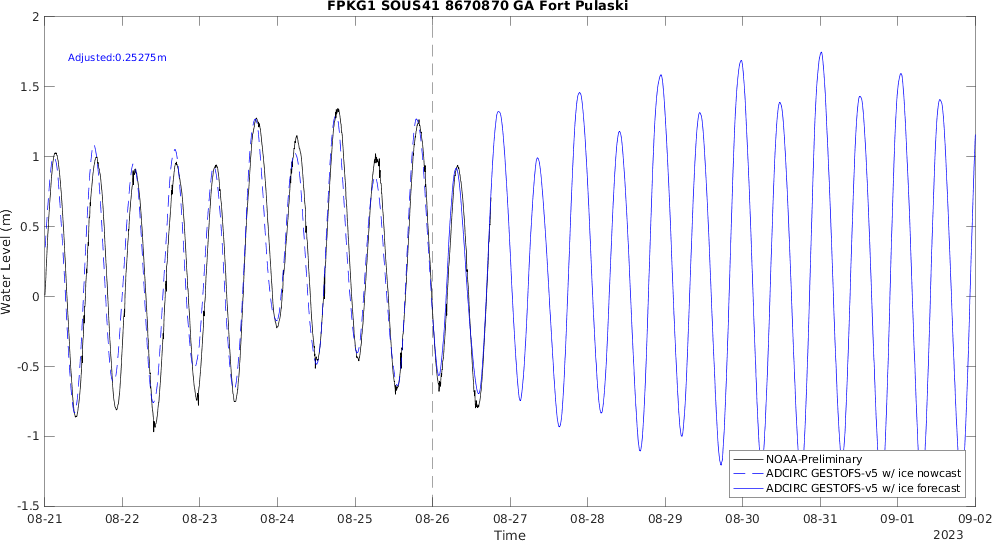 FPKG1 SOUS41 8670870 GA Fort Pulaski
2
Adjusted:0.25275m
1.5
1
0.5
0
-0.5
-1
-1.5
Water Level (m)
NOAA-Preliminary
ADCIRC GESTOFS-v5 w/ ice nowcast
ADCIRC GESTOFS-v5 w/ ice forecast
08-21 08-22 08-23 08-24 08-25 08-26 08-27 08-28 08-29 08-30 08-31 09-01 09-02
Time
2023